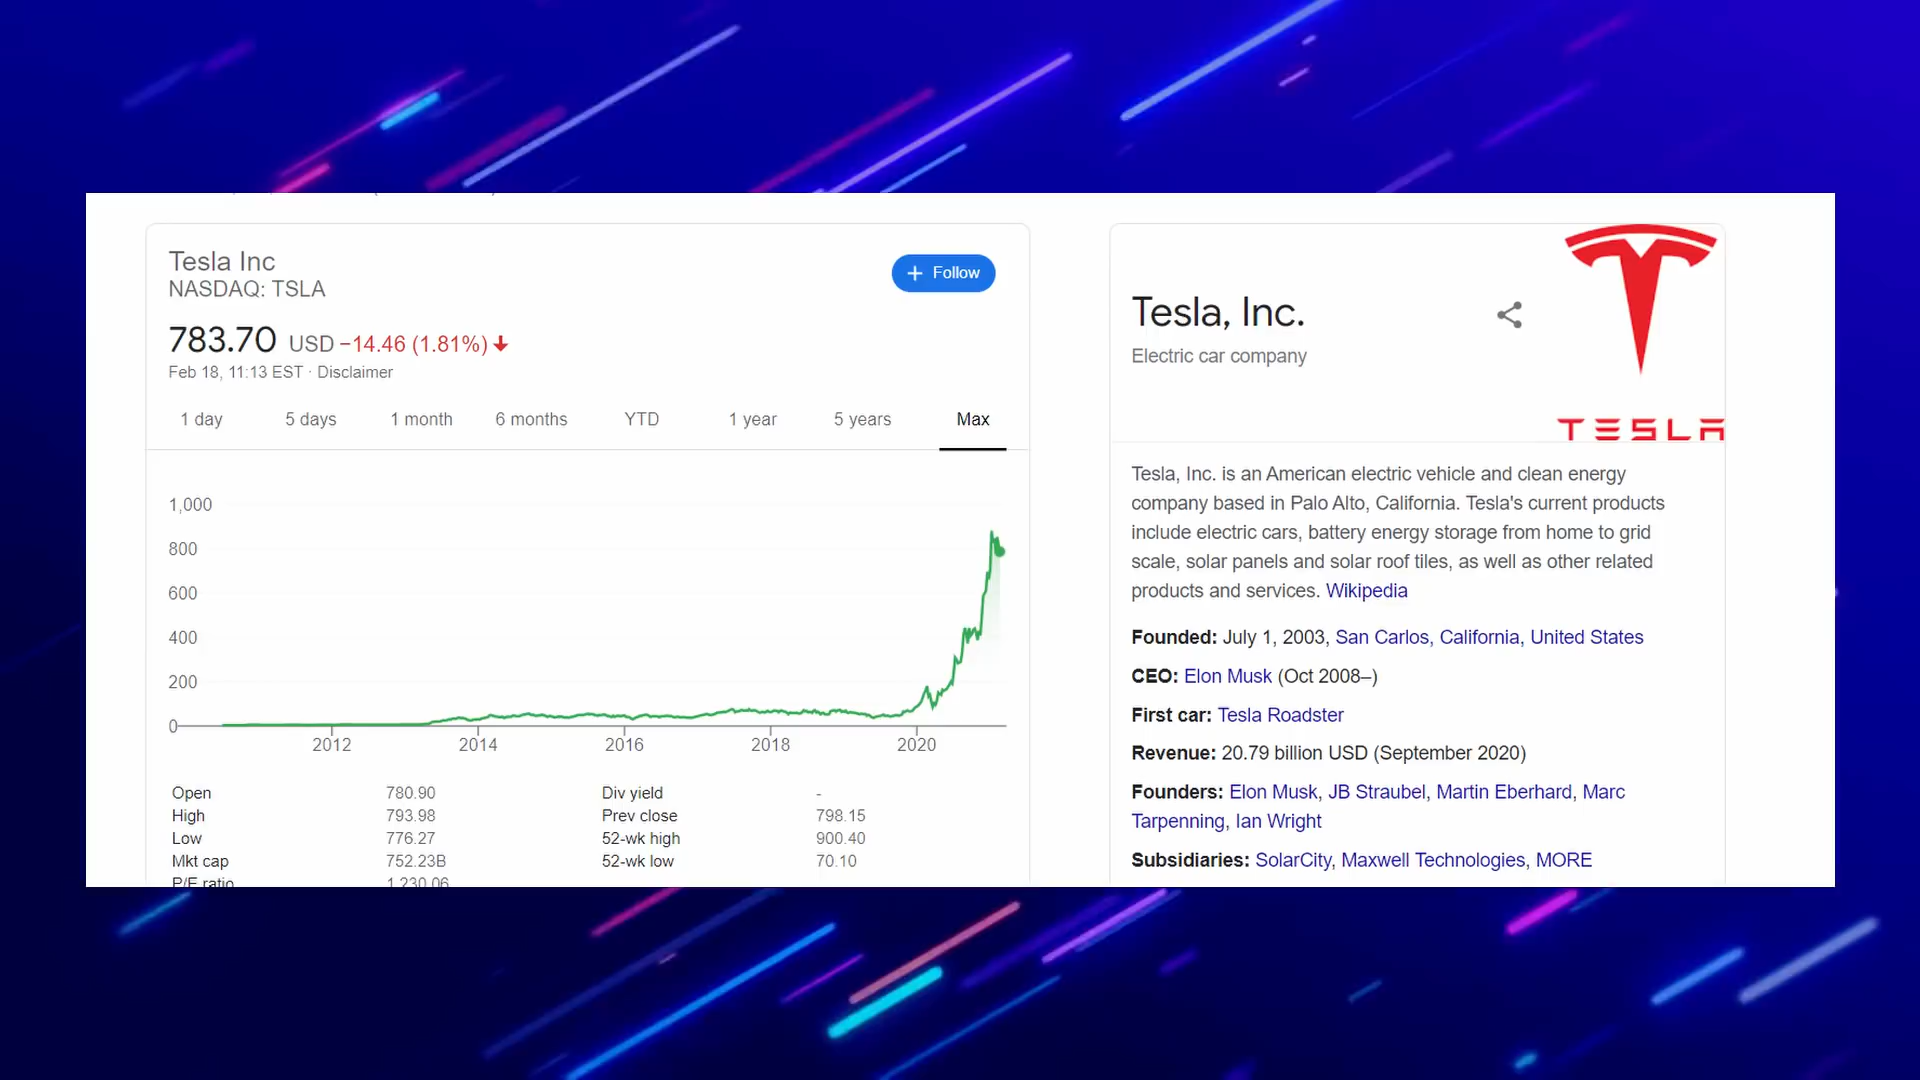 Tesla Inc
NASDAQ: TSLA
+ Follow
783.70 USD −14.46 (1.81%)
Feb 18, 11:13 EST · Disclaimer
1 day 5 days 1 month 6 months YTD 1 year 5 years Max
1,000
800
600
400
200
0
2012 2014 2016 2018 2020
Open 780.90 Div yield -
High 793.98 Prev close 798.15
Low 776.27 52-wk high 900.40
Mkt cap 752.23B 52-wk low 70.10
P/E ratio 1,230.06
Tesla, Inc.
Electric car company
TESLA
Tesla, Inc. is an American electric vehicle and clean energy
company based in Palo Alto, California. Tesla's current products
include electric cars, battery energy storage from home to grid
scale, solar panels and solar roof tiles, as well as other related
products and services. Wikipedia
Founded: July 1, 2003, San Carlos, California, United States
CEO: Elon Musk (Oct 2008–)
First car: Tesla Roadster
Revenue: 20.79 billion USD (September 2020)
Founders: Elon Musk, JB Straubel, Martin Eberhard, Marc
Tarpenning, Ian Wright
Subsidiaries: SolarCity, Maxwell Technologies, MORE